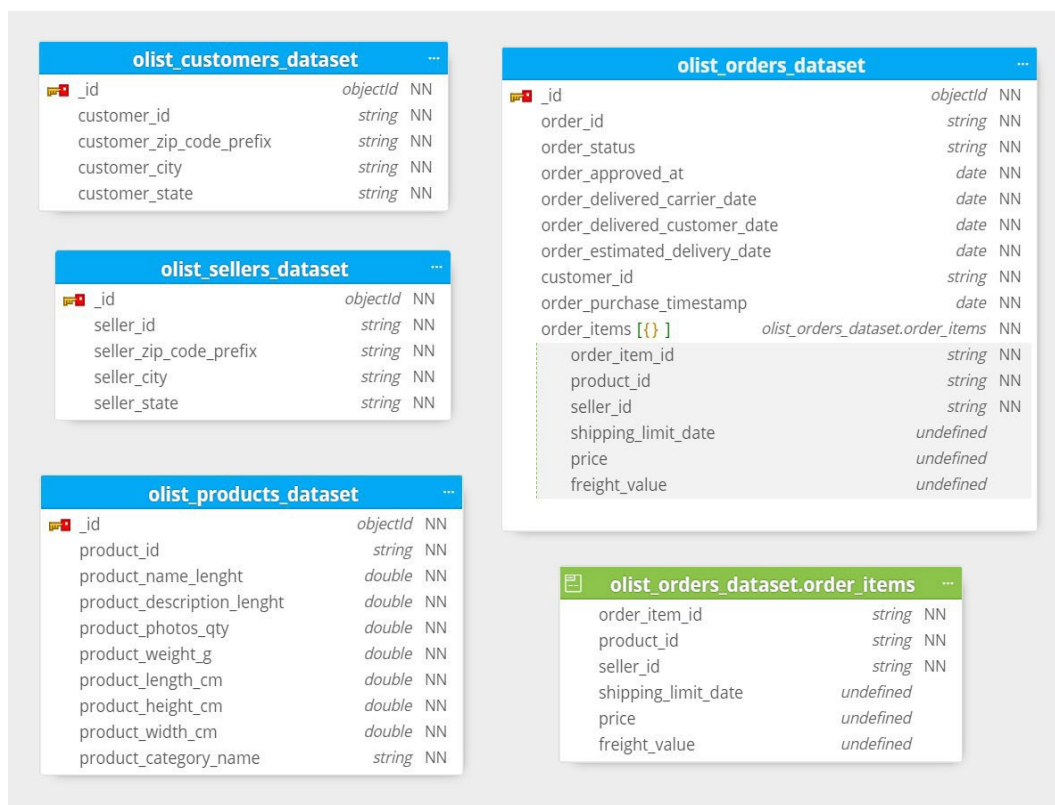 olist_customers_dataset ...
_id objectId NN
customer_id string NN
customer_zip_code_prefix string NN
customer_city string NN
customer_state string NN
olist_sellers_dataset ...
_id objectId NN
seller_id string NN
seller_zip_code_prefix string NN
seller_city string NN
seller_state string NN
olist_products_dataset ...
_id objectId NN
product_id string NN
product_name_lenght double NN
product_description_lenght double NN
product_photos_qty double NN
product_weight_g double NN
product_length_cm double NN
product_height_cm double NN
product_width_cm double NN
product_category_name string NN
olist_orders_dataset ...
_id objectId NN
order_id string NN
order_status string NN
order_approved_at date NN
order_delivered_carrier_date date NN
order_delivered_customer_date date NN
order_estimated_delivery_date date NN
customer_id string NN
order_purchase_timestamp date NN
order_items [{} ] olist_orders_dataset.order_items NN
order_item_id string NN
product_id string NN
seller_id string NN
shipping_limit_date undefined
price undefined
freight_value undefined
olist_orders_dataset.order_items ...
order_item_id string NN
product_id string NN
seller_id string NN
shipping_limit_date undefined
price undefined
freight_value undefined